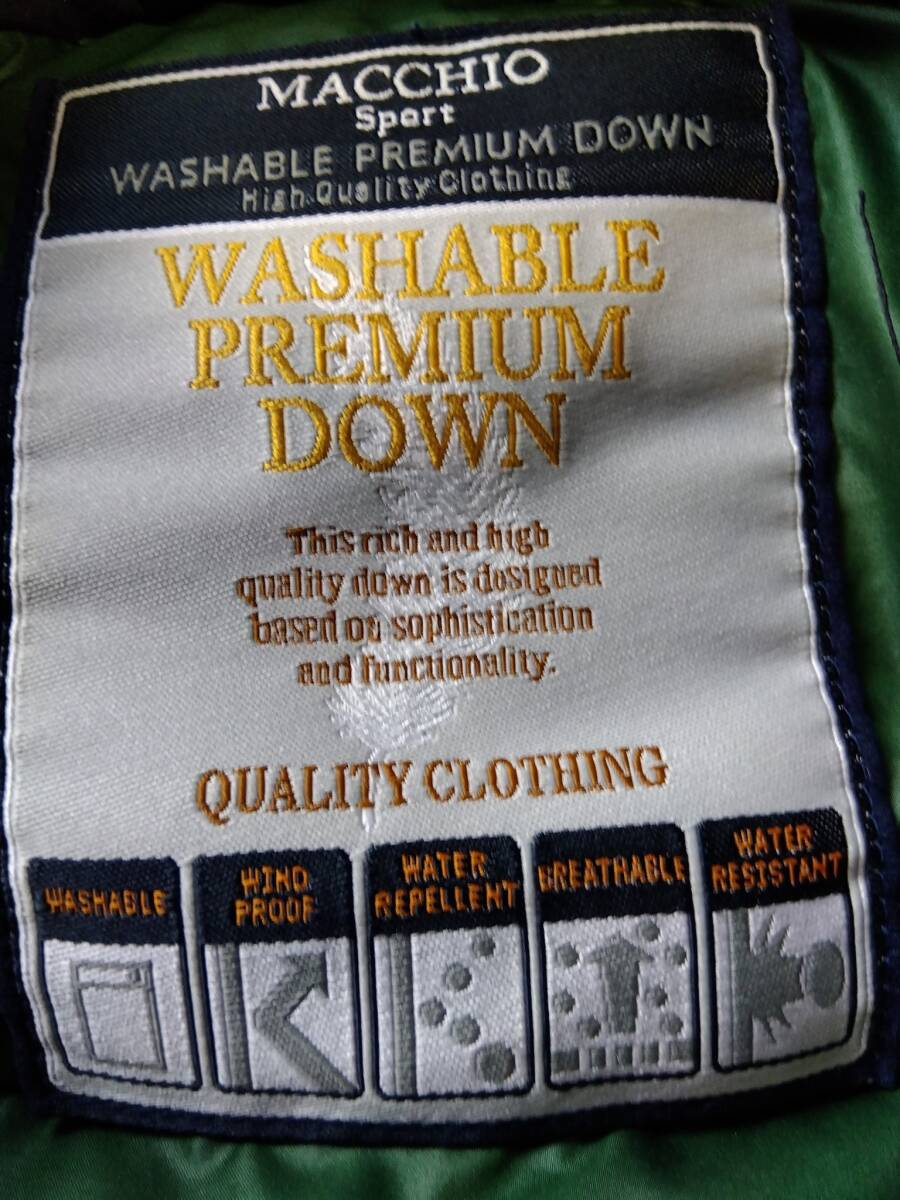 MACCHIO
Sport
WASHABLE PREMIUM DOWN
High Quality Clothing
WASHABLE
PREMIUM
DOWN
This rich and high
quality down is designed
based on sophistication
and functionality.
QUALITY CLOTHING
WASHABLE
WIND
PROOF
WATER
REPELLENT
BREATHABLE
WATER
RESISTANT